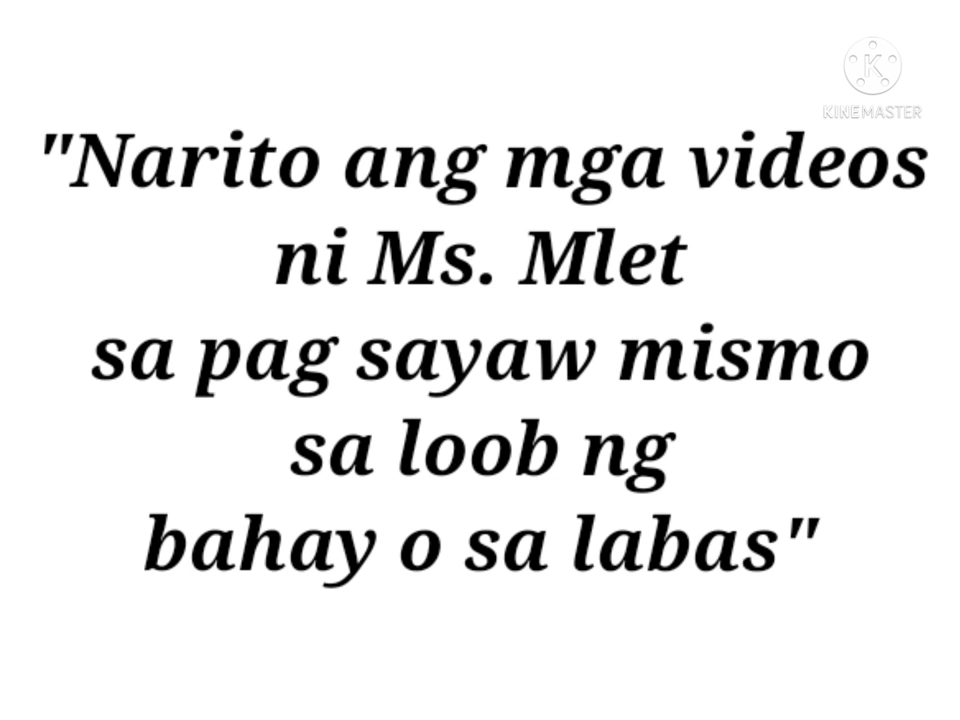 KINEMASTER
"Narito ang mga videos
ni Ms. Mlet
sa pag sayaw mismo
sa loob ng
bahay o sa labas"